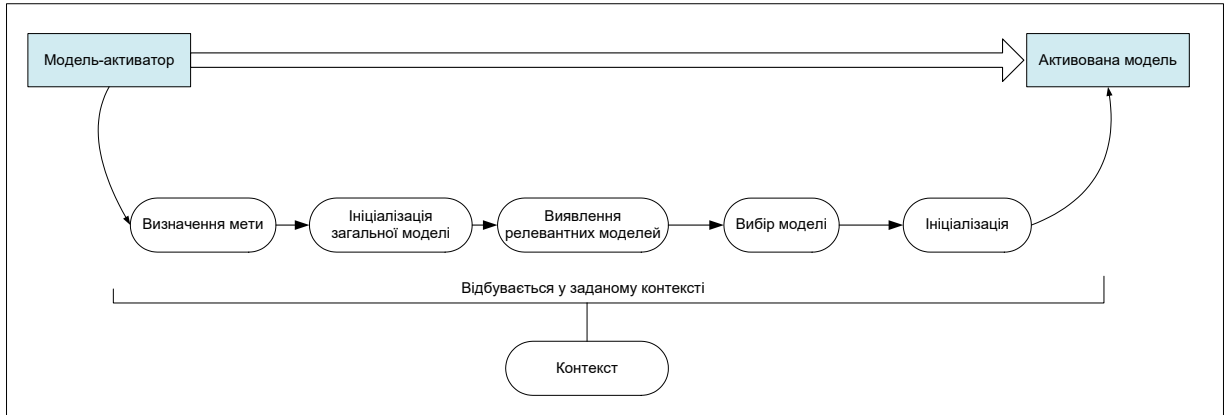 Модель-активатор
Активована модель
Визначення мети
Ініціалізація
загальної моделі
Виявлення
релевантних моделей
Вибір моделі
Ініціалізація
Відбувається у заданому контексті
Контекст